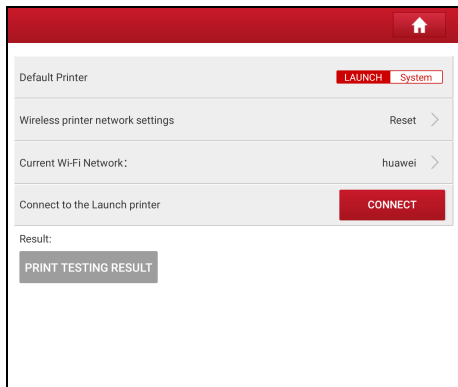 Default Printer LAUNCH System
Wireless printer network settings Reset
Current Wi-Fi Network: huawei
Connect to the Launch printer CONNECT
Result:
PRINT TESTING RESULT